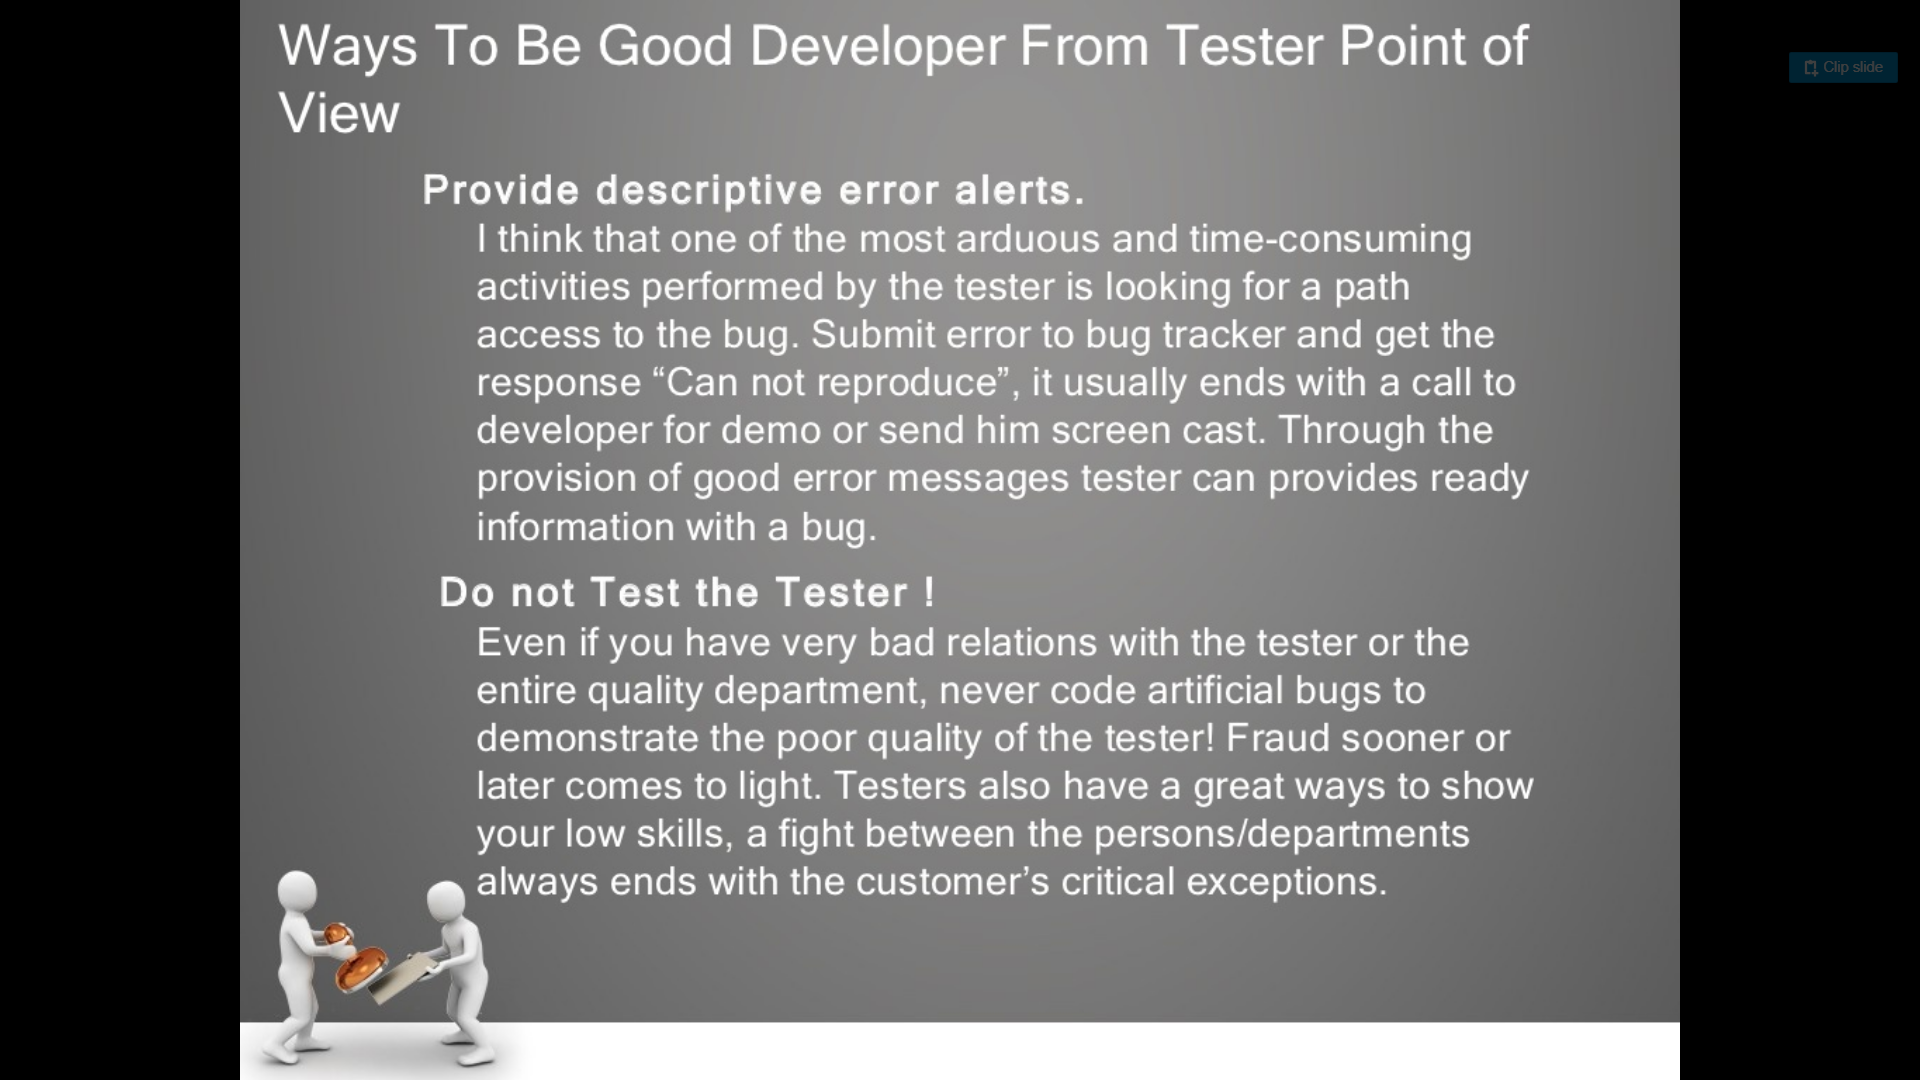 Ways To Be Good Developer From Tester Point of
View
Clip slide
Provide descriptive error alerts.
I think that one of the most arduous and time-consuming
activities performed by the tester is looking for a path
access to the bug. Submit error to bug tracker and get the
response “Can not reproduce”, it usually ends with a call to
developer for demo or send him screen cast. Through the
provision of good error messages tester can provides ready
information with a bug.
Do not Test the Tester !
Even if you have very bad relations with the tester or the
entire quality department, never code artificial bugs to
demonstrate the poor quality of the tester! Fraud sooner or
later comes to light. Testers also have a great ways to show
your low skills, a fight between the persons/departments
always ends with the customer’s critical exceptions.